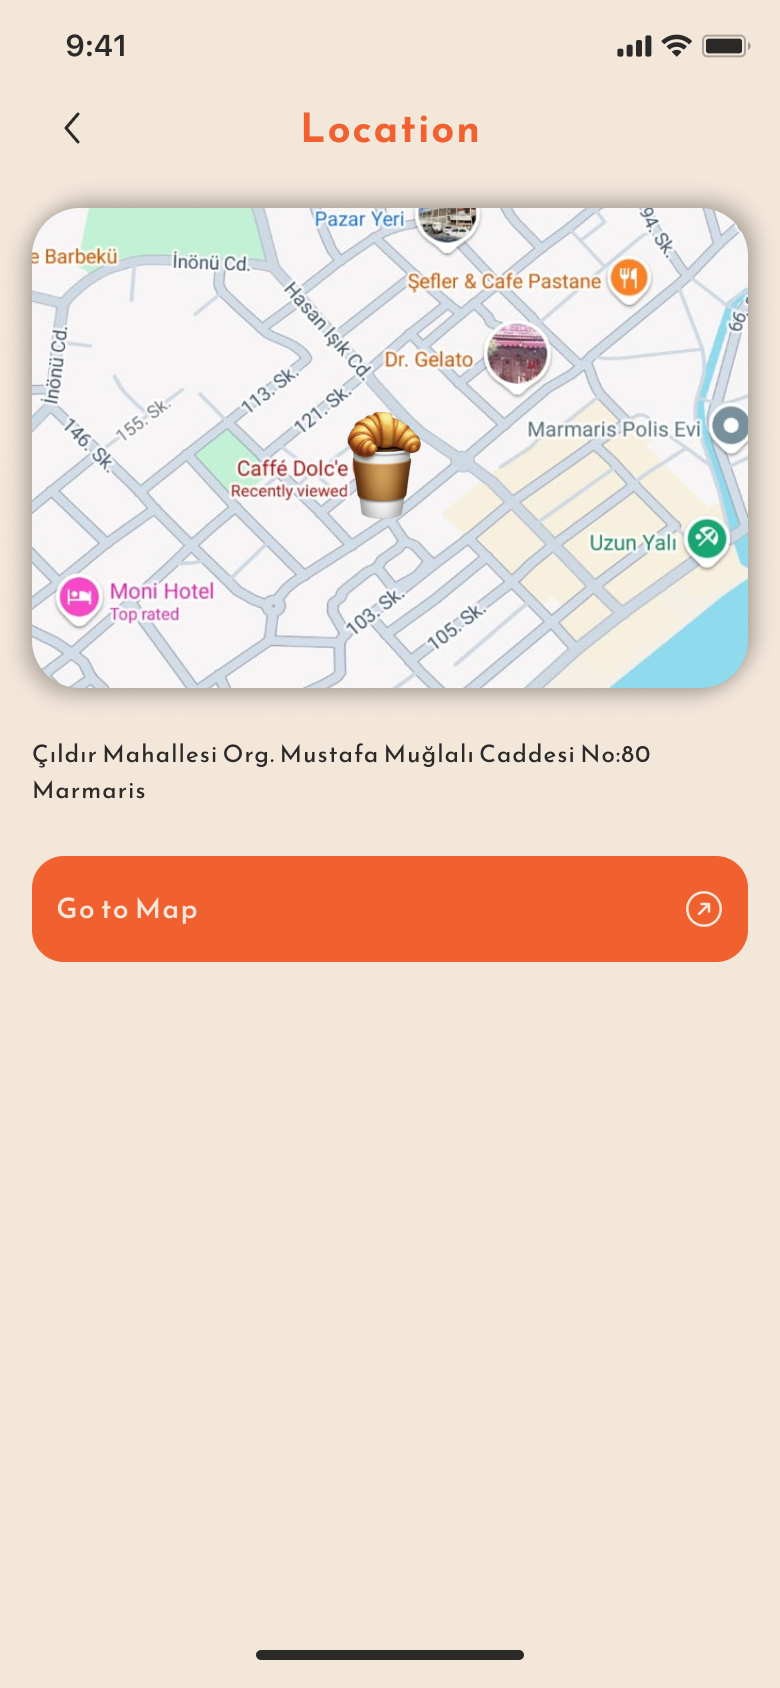 9:41
Location
Pazar Yeri
e Barbekü
İnönü Cd.
94. Sk.
Şefler & Cafe Pastane
Hasan Işık Cd.
66
İnönü Cd.
Dr. Gelato
113. Sk.
121. Sk.
155. Sk.
146. Sk.
Marmaris Polis Evi
Caffé Dolc'e
Recently viewed
Uzun Yalı
Moni Hotel
Top rated
103. Sk.
105. Sk.
Çıldır Mahallesi Org. Mustafa Muğlalı Caddesi No:80
Marmaris
Go to Map